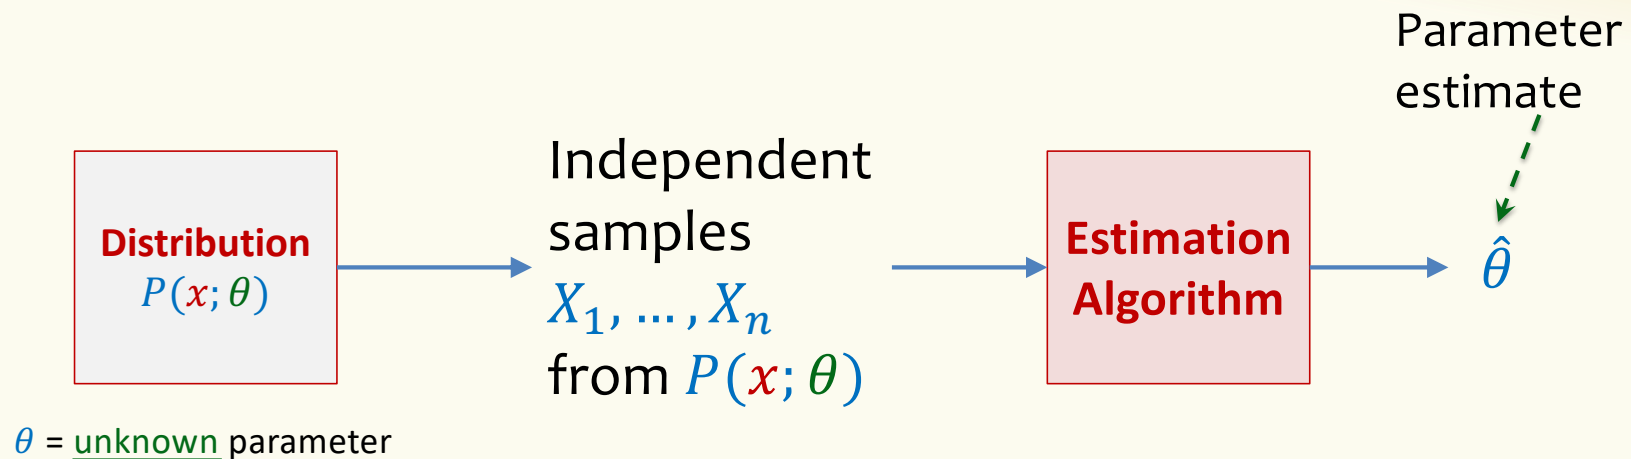 Parameter
estimate
Distribution
P(x; θ)
Independent
samples
X₁, … , Xₙ
from P(x; θ)
Estimation
Algorithm
θ̂
θ = unknown parameter